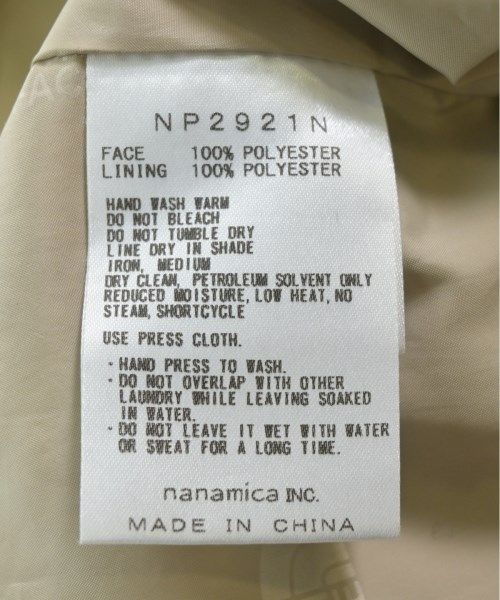 NP2921N
FACE 100% POLYESTER
LINING 100% POLYESTER
HAND WASH WARM
DO NOT BLEACH
DO NOT TUMBLE DRY
LINE DRY IN SHADE
IRON, MEDIUM
DRY CLEAN, PETROLEUM SOLVENT ONLY
REDUCED MOISTURE, LOW HEAT, NO
STEAM, SHORTCYCLE
USE PRESS CLOTH.
・HAND PRESS TO WASH.
・DO NOT OVERLAP WITH OTHER
LAUNDRY WHILE LEAVING SOAKED
IN WATER.
・DO NOT LEAVE IT WET WITH WATER
OR SWEAT FOR A LONG TIME.
nanamica INC.
MADE IN CHINA